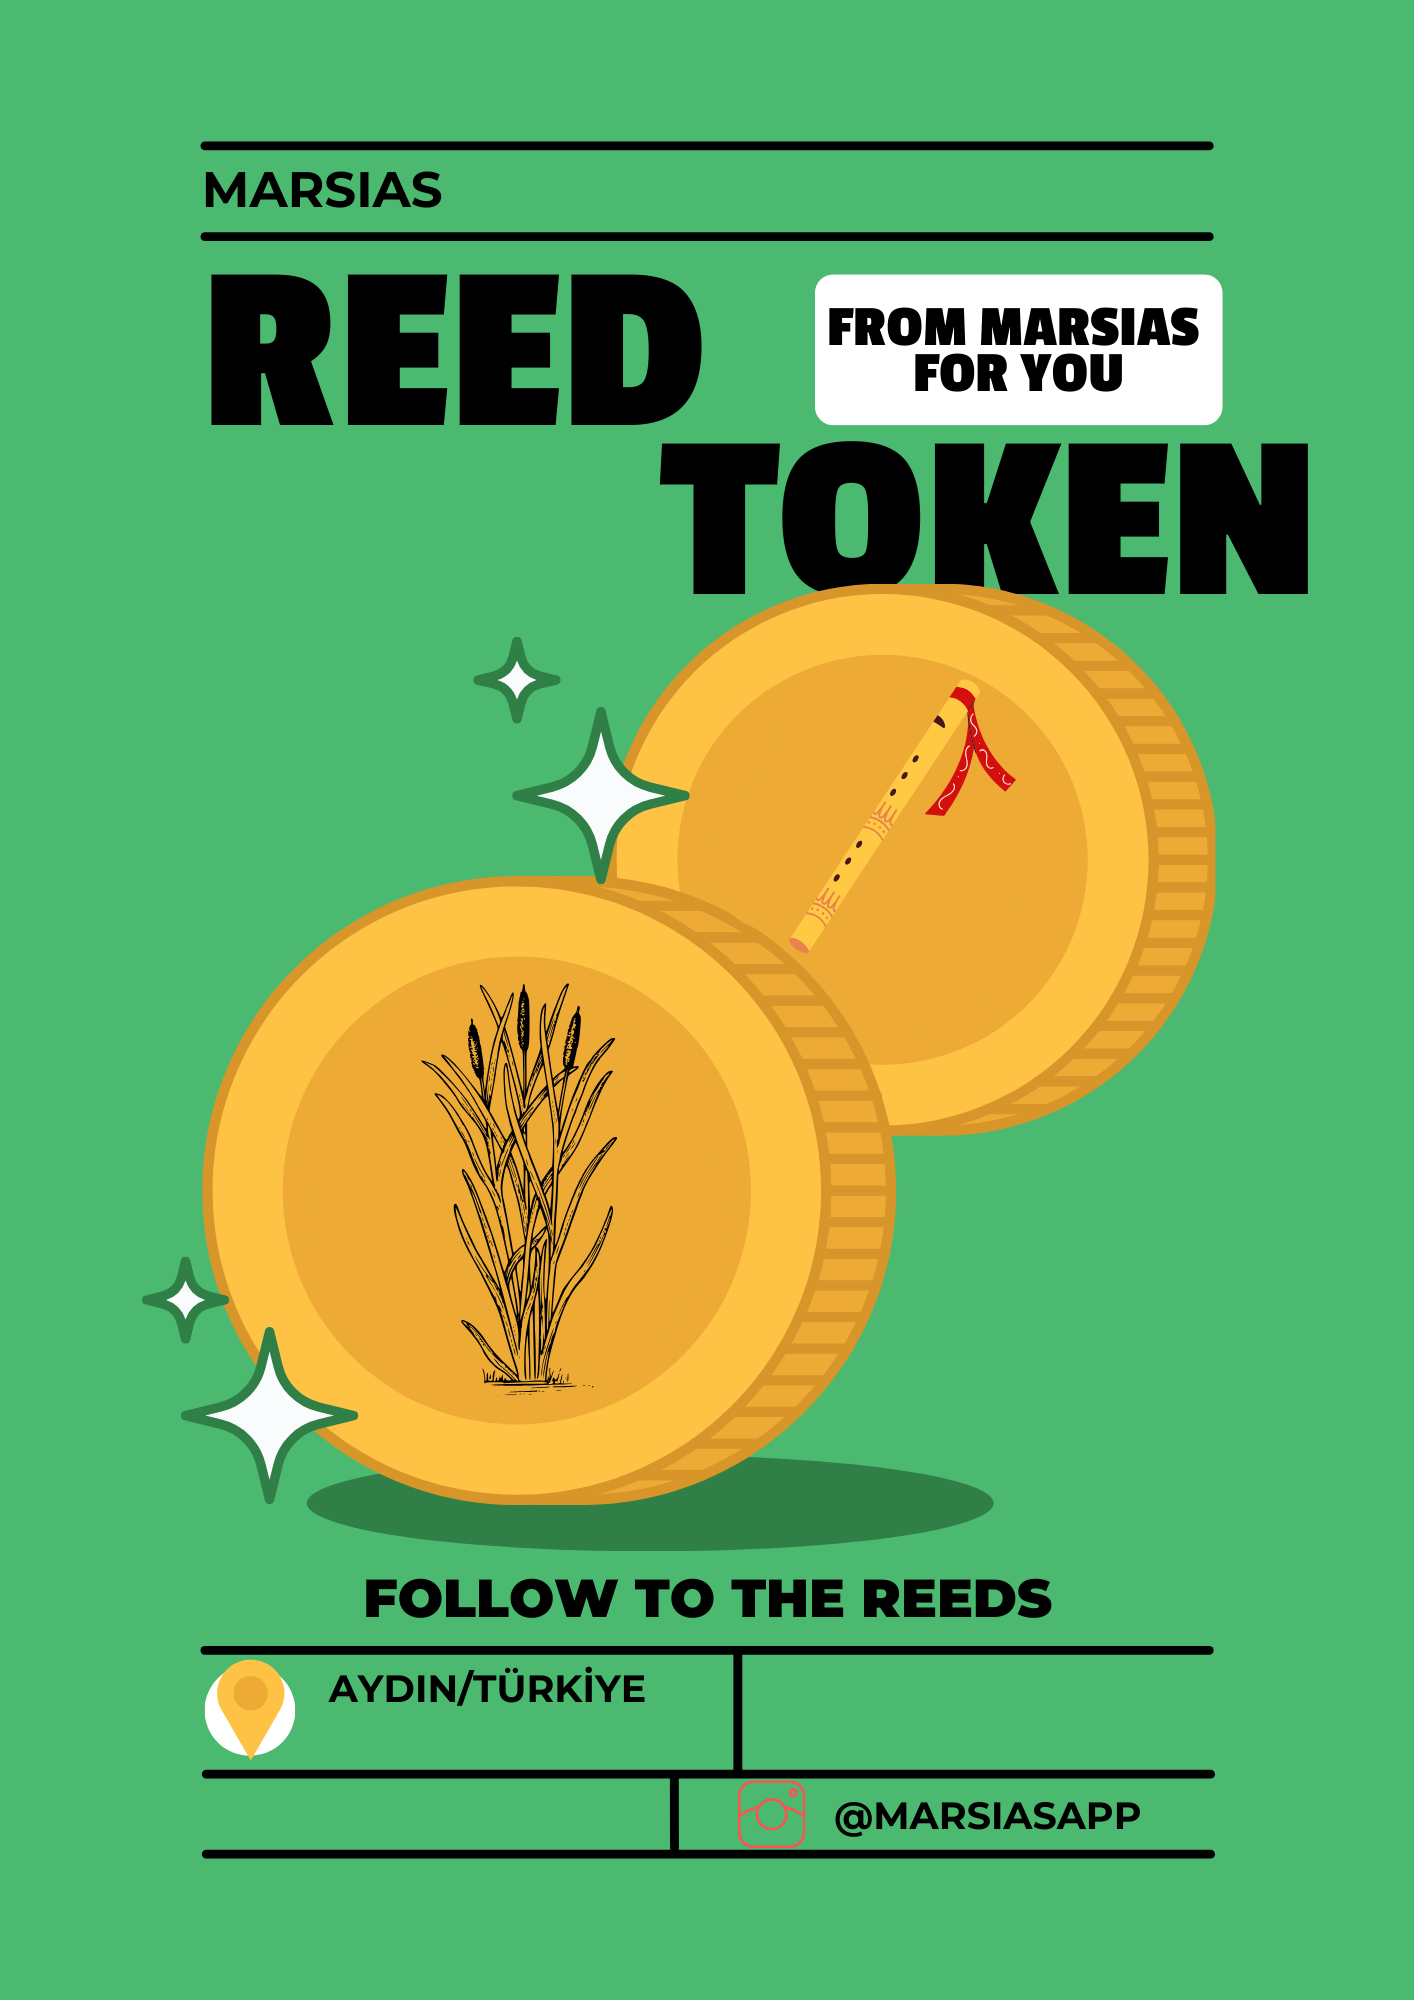 MARSIAS
REED
FROM MARSIAS
FOR YOU
TOKEN
FOLLOW TO THE REEDS
AYDIN/TÜRKİYE
@MARSIASAPP